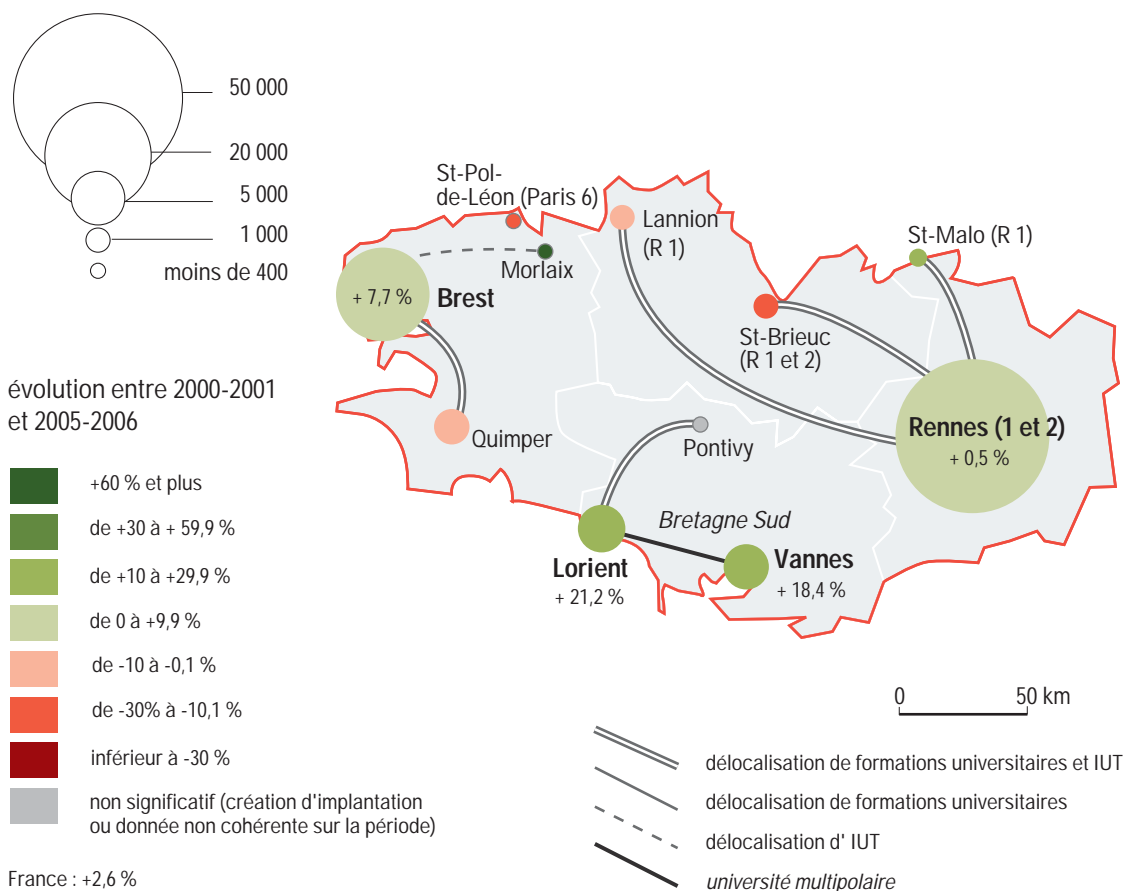 50 000
20 000
5 000
1 000
moins de 400
St-Pol-
de-Léon (Paris 6)
Morlaix
Lannion
(R 1)
St-Malo (R 1)
+ 7,7 %
Brest
St-Brieuc
(R 1 et 2)
Quimper
Pontivy
Rennes (1 et 2)
+ 0,5 %
Bretagne Sud
Lorient
+ 21,2 %
Vannes
+ 18,4 %
évolution entre 2000-2001
et 2005-2006
+60 % et plus
de +30 à + 59,9 %
de +10 à +29,9 %
de 0 à +9,9 %
de -10 à -0,1 %
de -30% à -10,1 %
inférieur à -30 %
non significatif (création d'implantation
ou donnée non cohérente sur la période)
France : +2,6 %
0 50 km
délocalisation de formations universitaires et IUT
délocalisation de formations universitaires
délocalisation d' IUT
université multipolaire